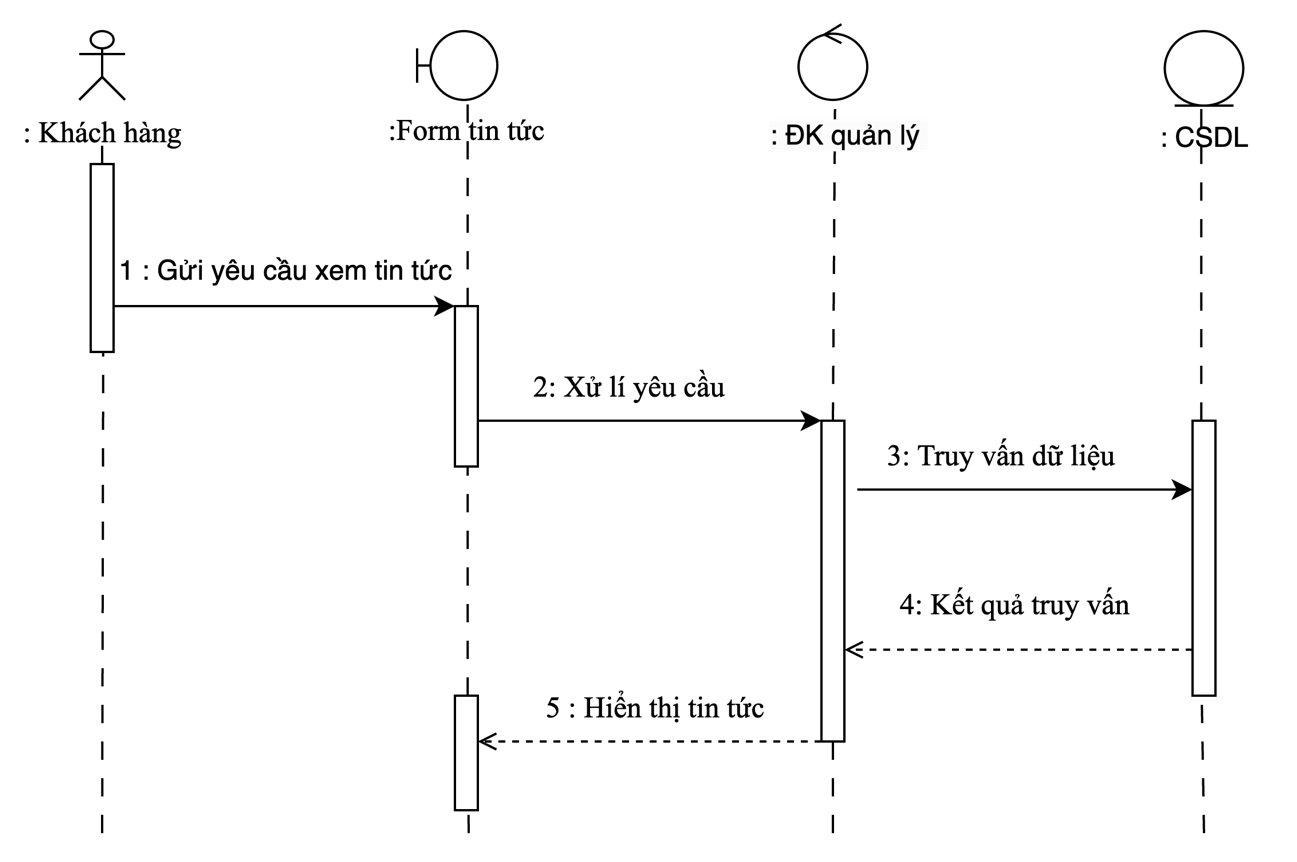 : Khách hàng
:Form tin tức
: ĐK quản lý
: CSDL
1 : Gửi yêu cầu xem tin tức
2: Xử lí yêu cầu
3: Truy vấn dữ liệu
4: Kết quả truy vấn
5 : Hiển thị tin tức